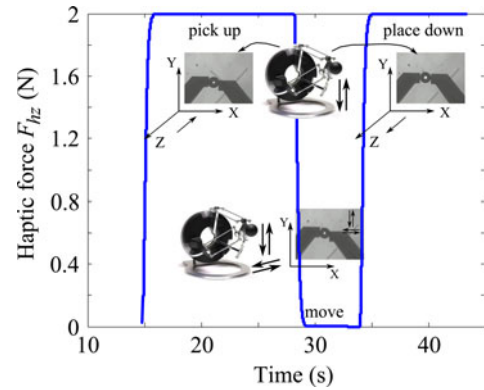 2
1.6
1.2
0.8
0.4
0
10
20
30
40
Haptic force F_hz (N)
Time (s)
pick up
place down
Y
X
Z
Y
X
Z
Y
X
move